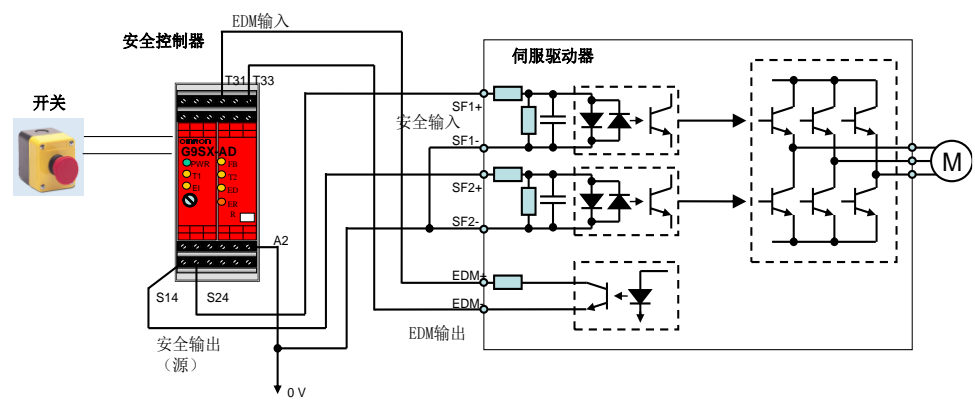 EDM输入
安全控制器
伺服驱动器
T31
T33
开关
SF1+
安全输入
SF1-
OMRON
G9SX-AD
PWR
FB
T1
T2
EI
ED
ER
R
SF2+
SF2-
A2
M
EDM+
EDM-
S14
S24
EDM输出
安全输出
（源）
0 V